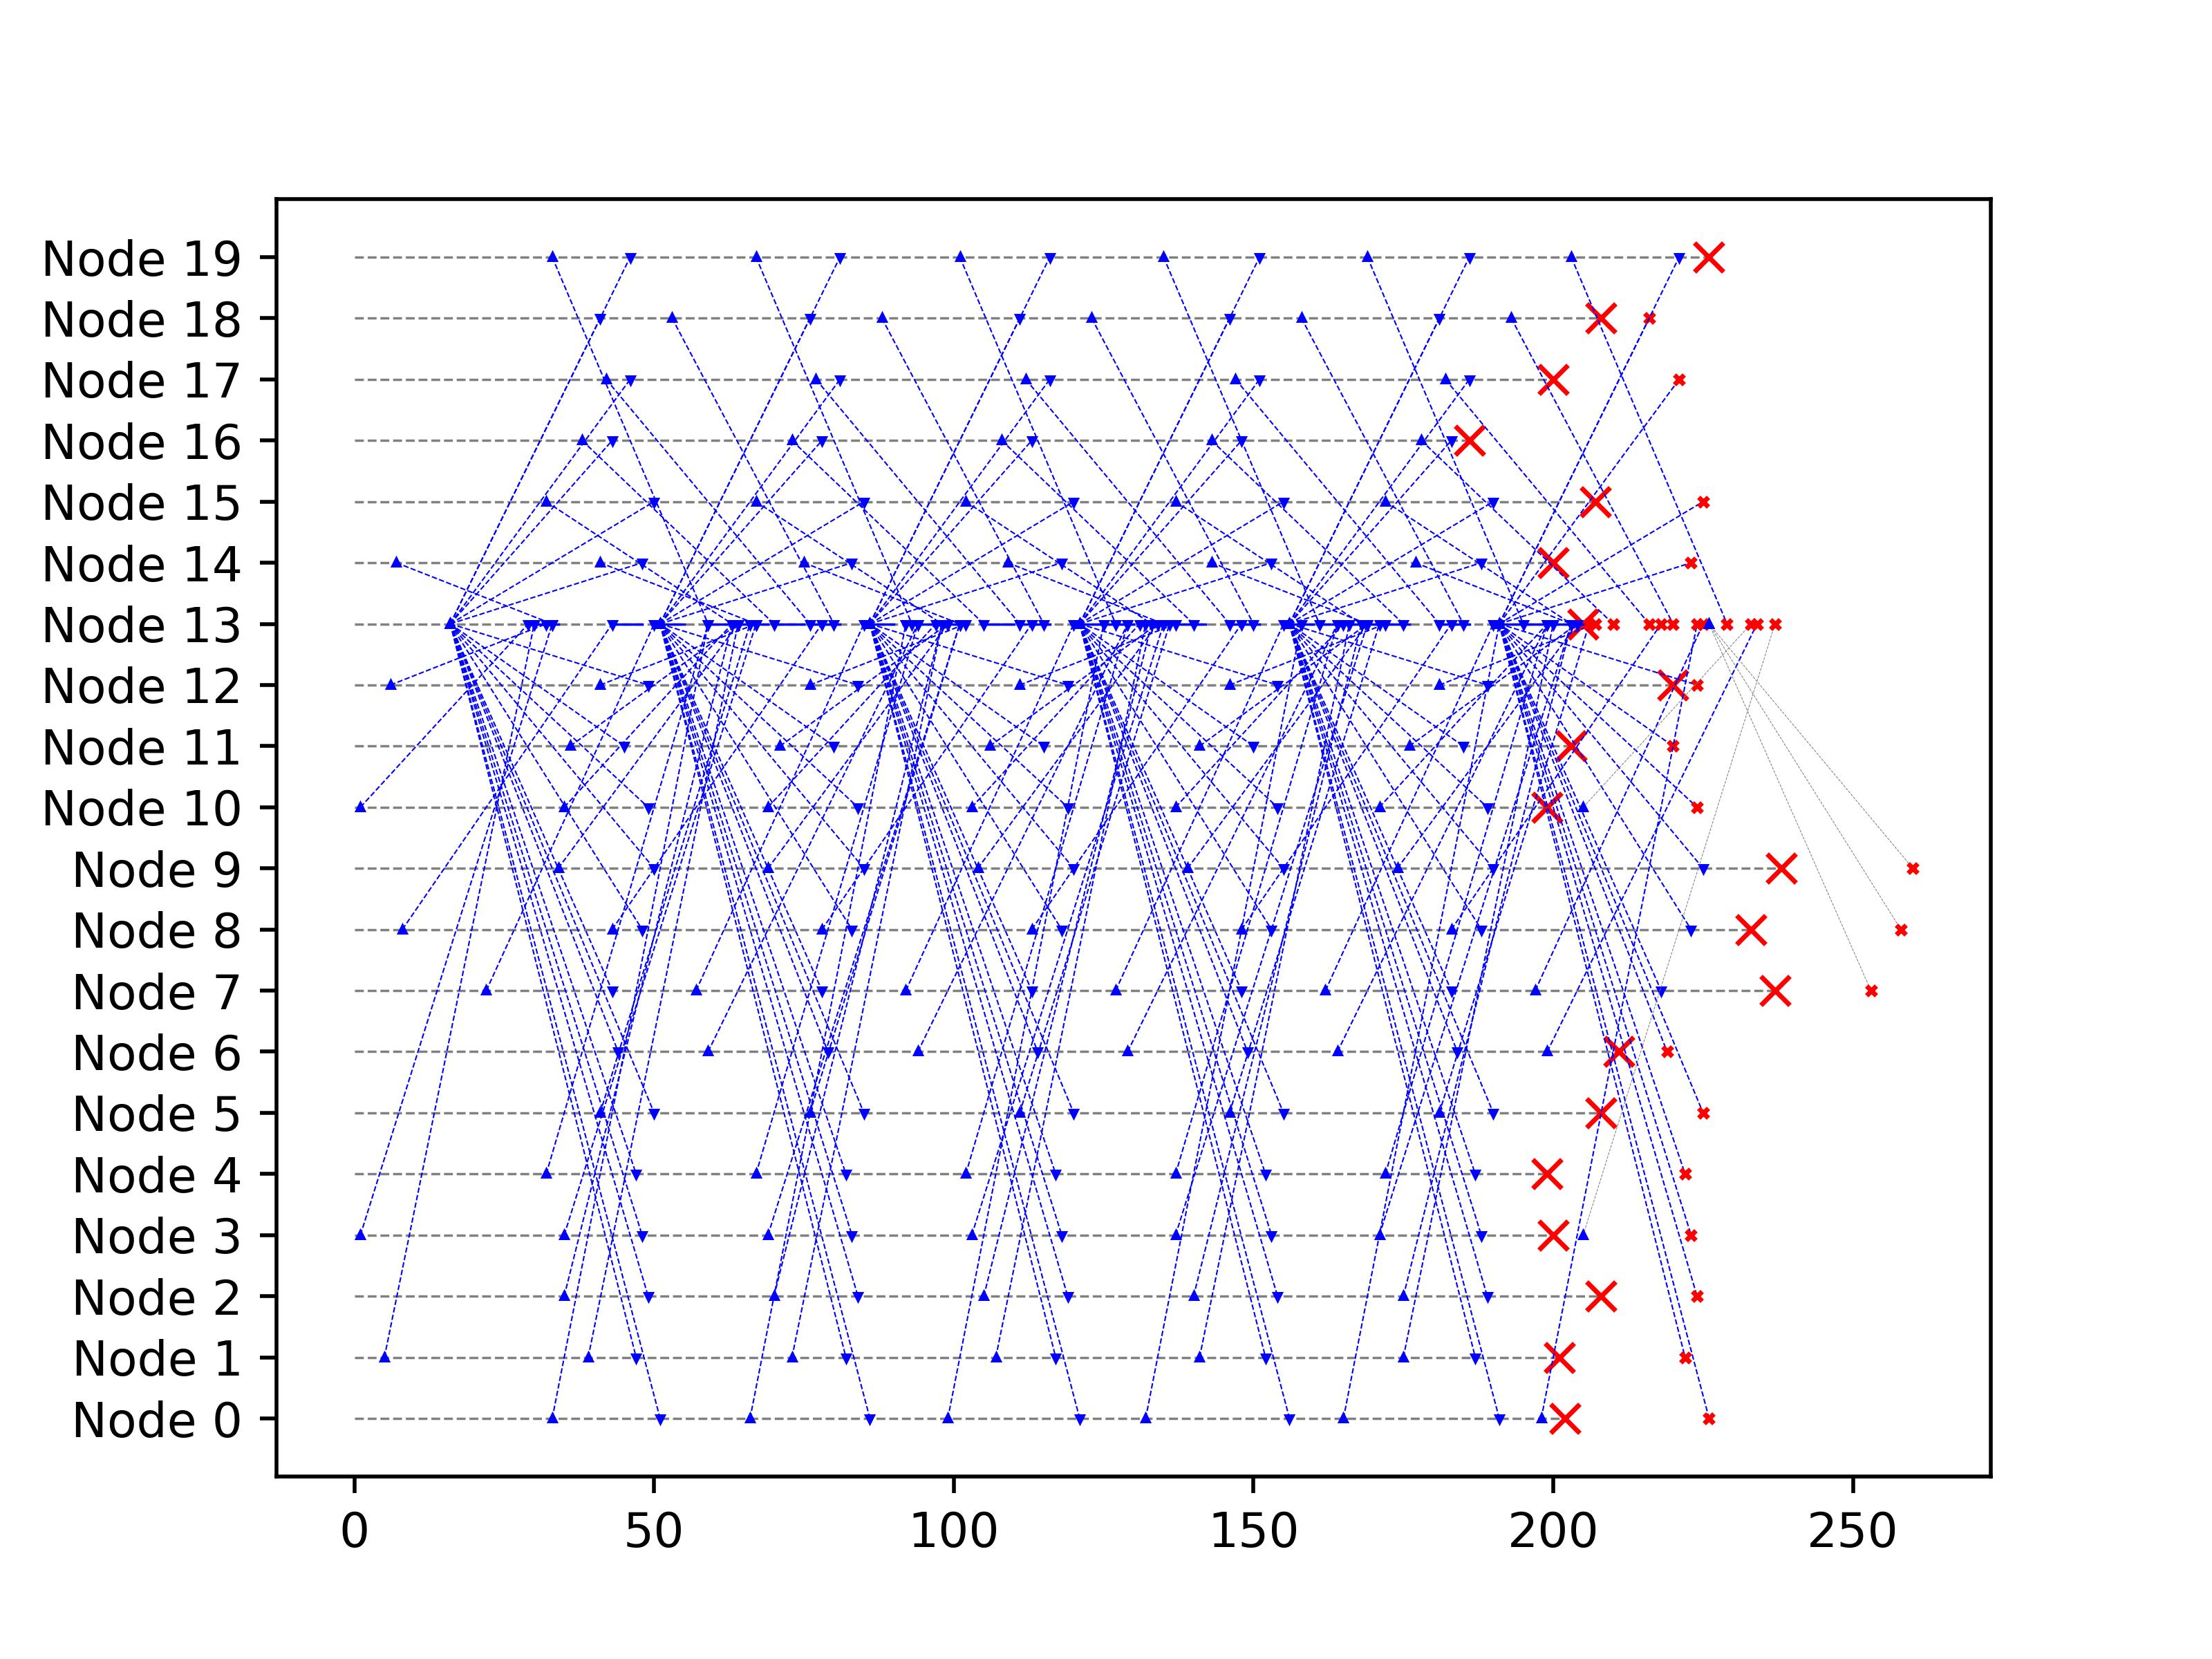 Node 19
Node 18
Node 17
Node 16
Node 15
Node 14
Node 13
Node 12
Node 11
Node 10
Node 9
Node 8
Node 7
Node 6
Node 5
Node 4
Node 3
Node 2
Node 1
Node 0
0 50 100 150 200 250